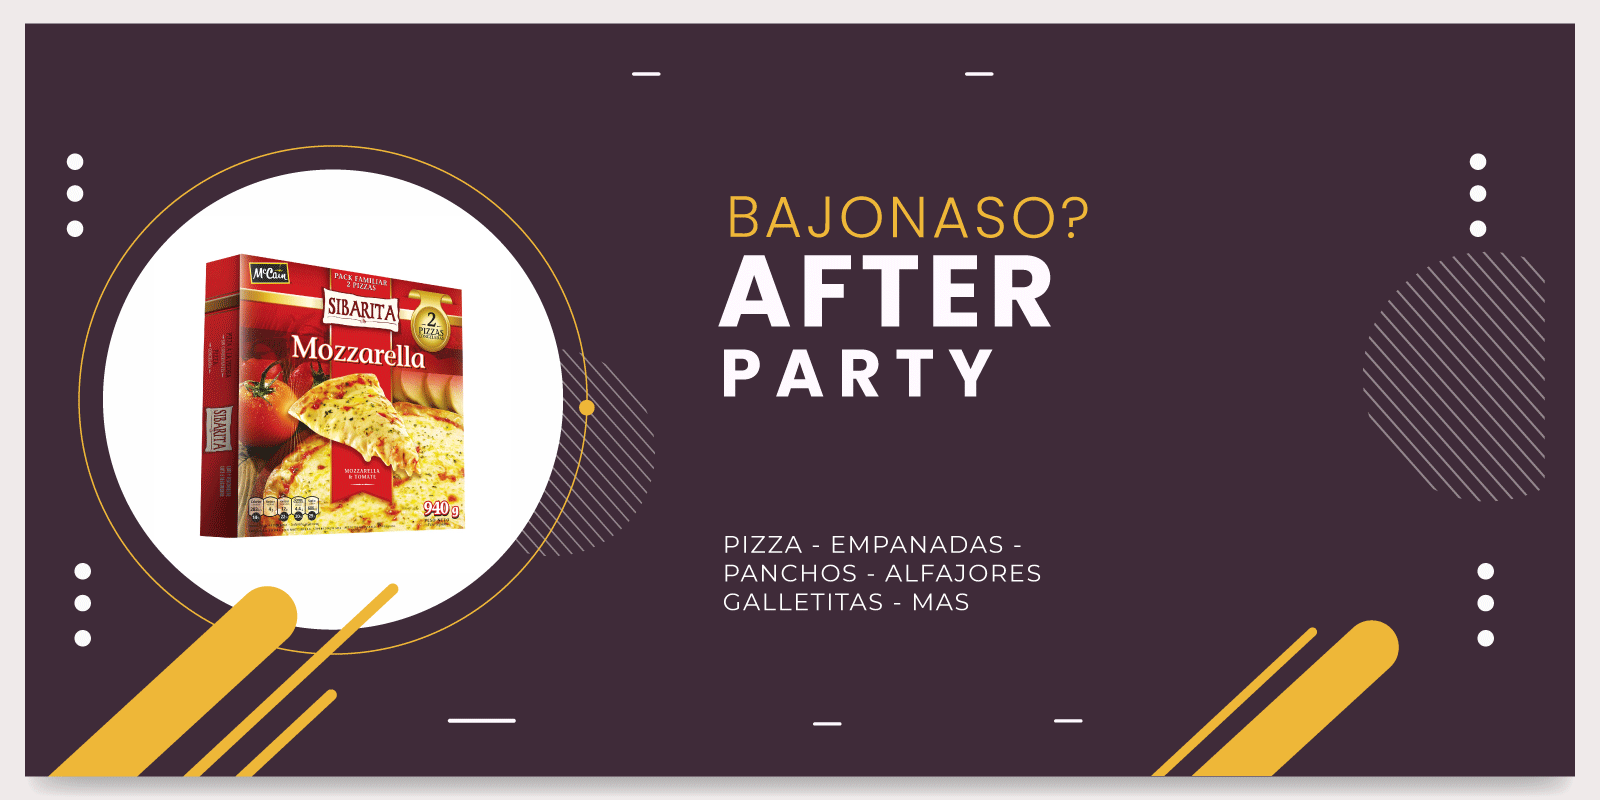 BAJONASO?
AFTER
PARTY
PIZZA - EMPANADAS -
PANCHOS - ALFAJORES
GALLETITAS - MAS
McCain
PACK FAMILIAR
2 PIZZAS
SIBARITA
2
PIZZAS
Mozzarella
SIBARITA
MOZZARELLA
& TOMATE
940 g